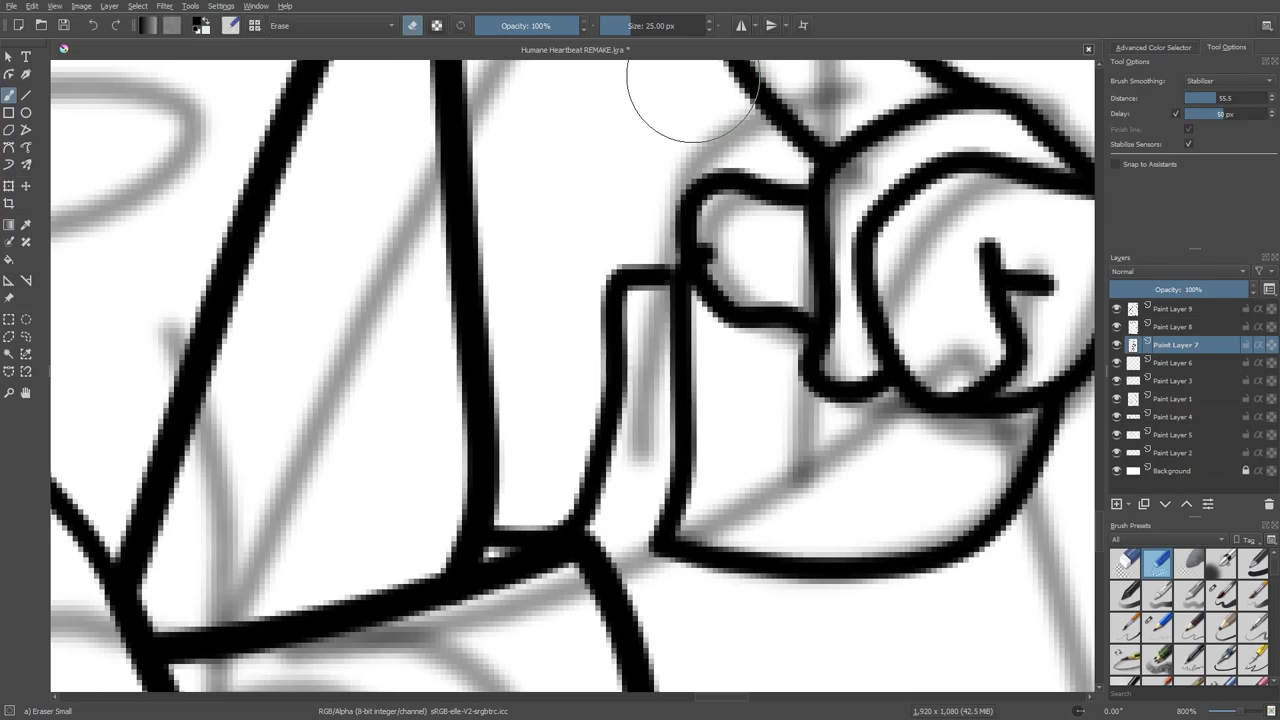 File Edit View Image Layer Select Filter Tools Settings Window Help
Erase
Opacity: 100%
Size: 25.00 px
Humane Heartbeat REMAKE.kra *
Advanced Color Selector
Tool Options
Tool Options
Brush Smoothing: Stabilizer
Distance: 55.5
Delay: 50 px
Finish line:
Stabilize Sensors:
Snap to Assistants
Layers
Normal
Opacity: 100%
Paint Layer 9
Paint Layer 8
Paint Layer 7
Paint Layer 6
Paint Layer 3
Paint Layer 1
Paint Layer 4
Paint Layer 5
Paint Layer 2
Background
Brush Presets
All
Tag
Search
a) Eraser Small
RGB/Alpha (8-bit integer/channel) sRGB-elle-V2-srgbtrc.icc
1,920 x 1,080 (42.5 MiB)
0.00°
800%